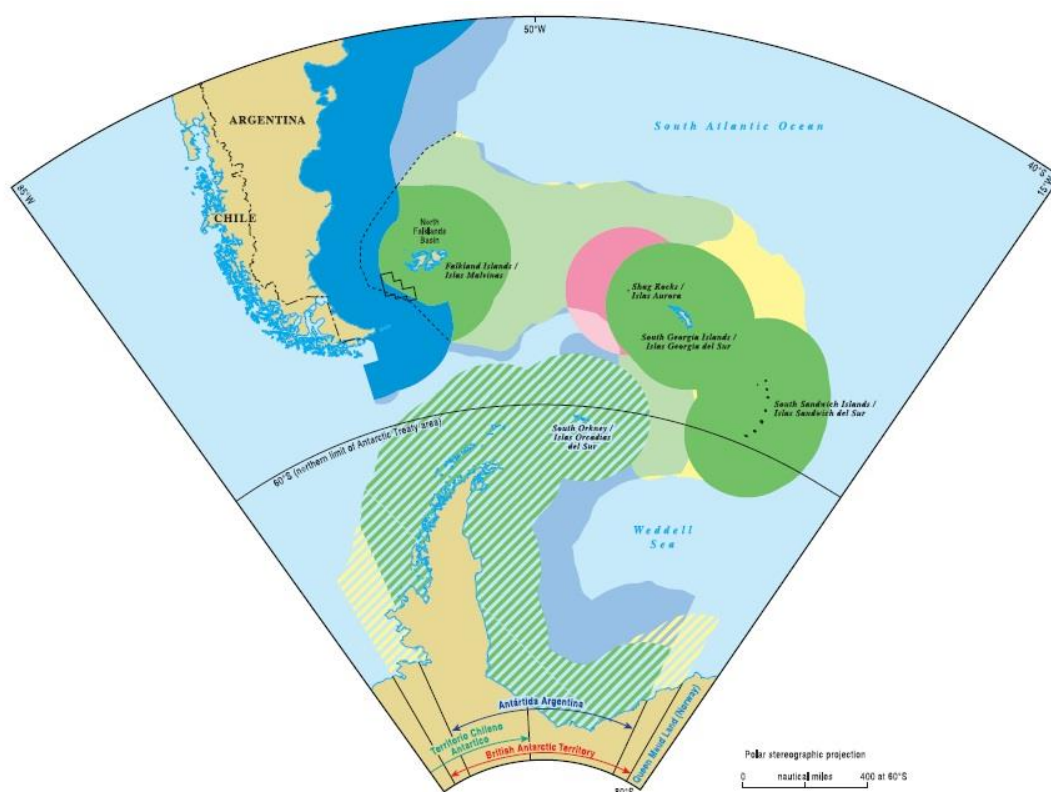 50°W
ARGENTINA
South Atlantic Ocean
40°S
15°W
95°W
CHILE
North
Falklands
Basin
Falkland Islands /
Islas Malvinas
Shag Rocks /
Islas Aurora
South Georgia Islands /
Islas Georgia del Sur
South Sandwich Islands /
Islas Sandwich del Sur
South Orkney /
Islas Orcadias
del Sur
60°S (northern limit of Antarctic Treaty area)
Weddell
Sea
Antártida Argentina
Territorio Chileno
Antártico
British Antarctic Territory
Queen Maud Land (Norway)
80°S
Polar stereographic projection
0 nautical miles 400 at 60°S